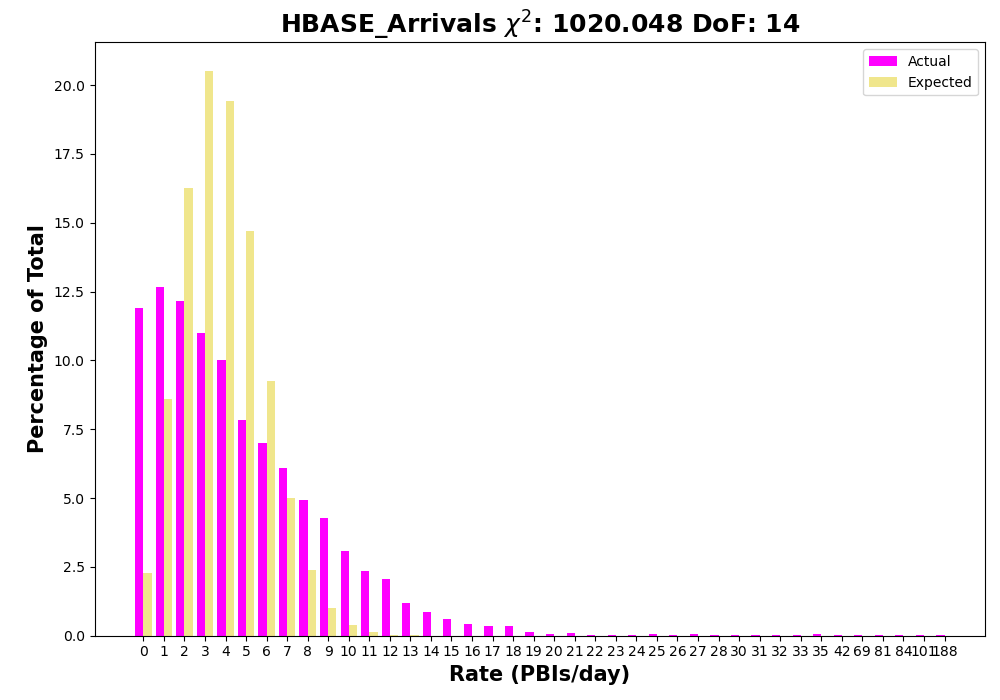 HBASE_Arrivals χ²: 1020.048 DoF: 14
Actual
Expected
20.0
17.5
15.0
12.5
10.0
7.5
5.0
2.5
0.0
Percentage of Total
0 1 2 3 4 5 6 7 8 9 10 11 12 13 14 15 16 17 18 19 20 21 22 23 24 25 26 27 28 30 31 32 33 35 42 69 81 84 101 188
Rate (PBIs/day)